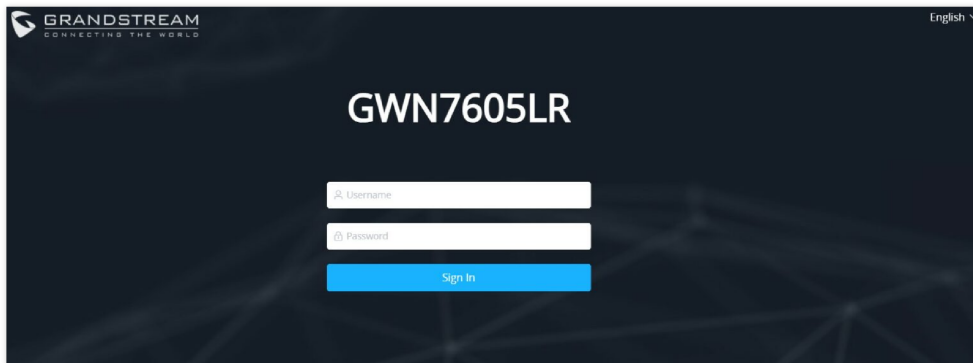 GRANDSTREAM
CONNECTING THE WORLD
English
GWN7605LR
Username
Password
Sign In